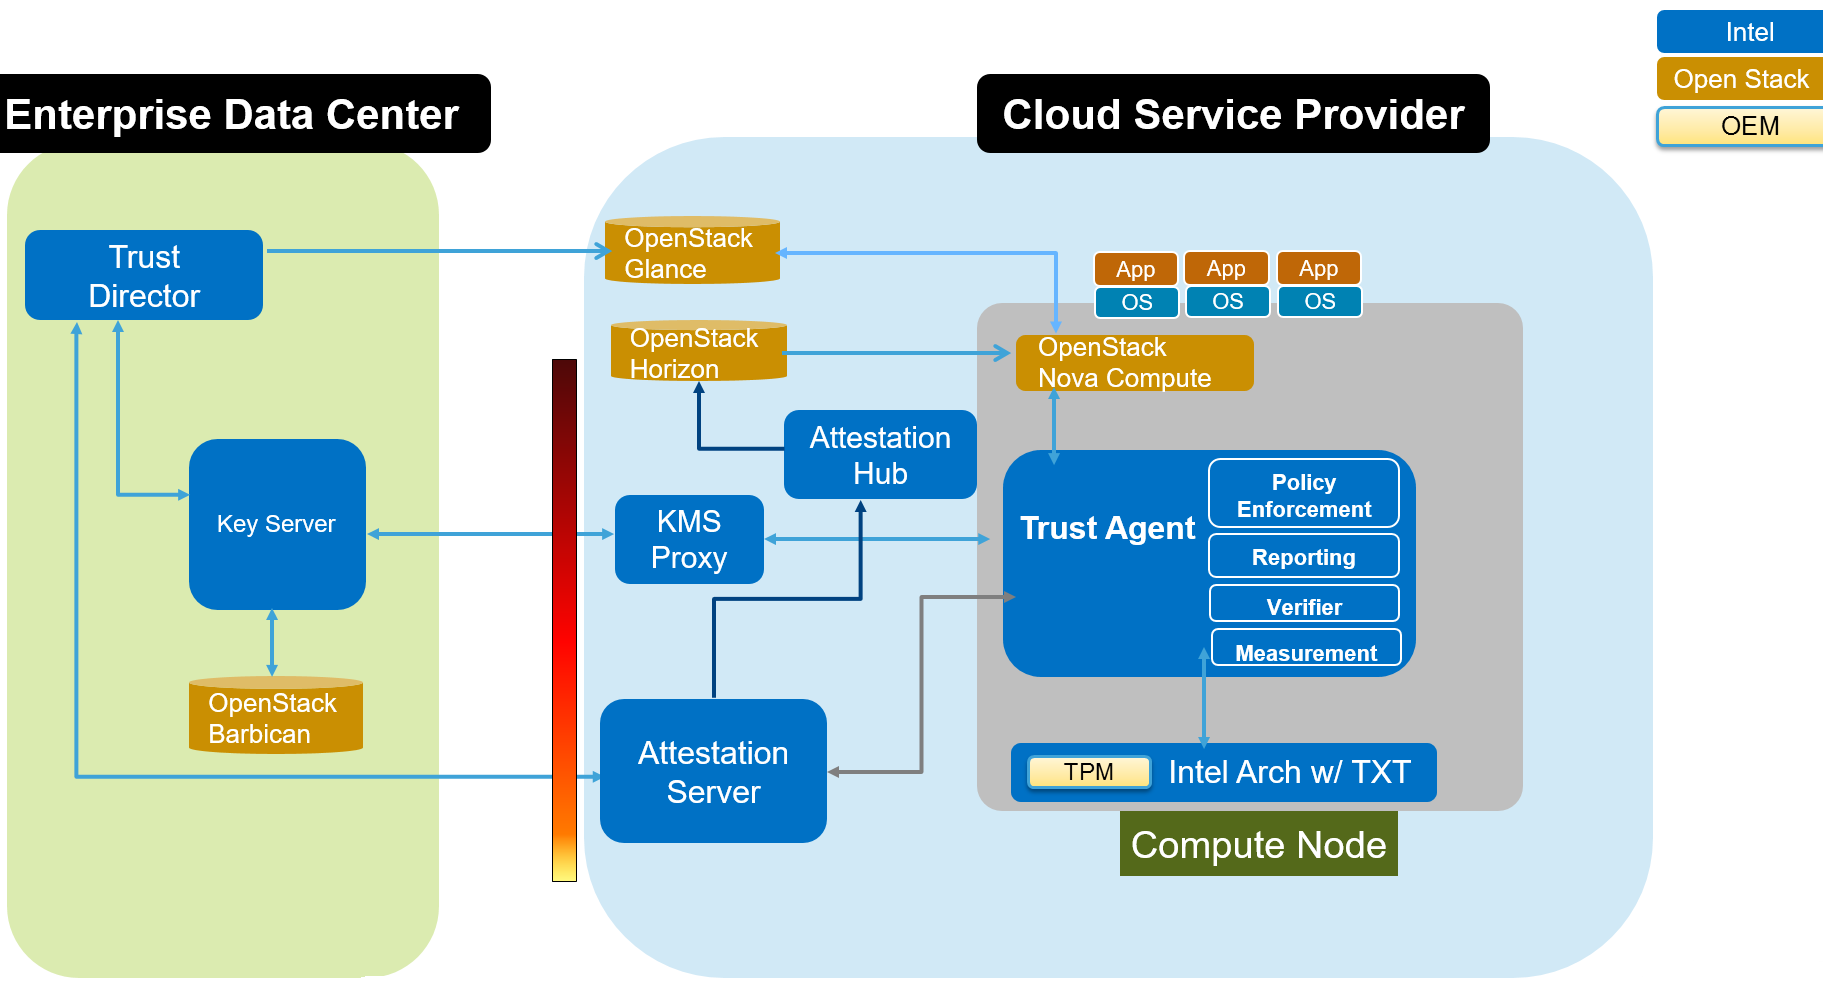 Intel
Open Stack
OEM
Enterprise Data Center
Cloud Service Provider
Trust
Director
Key Server
OpenStack
Barbican
OpenStack
Glance
OpenStack
Horizon
Attestation
Hub
KMS
Proxy
Attestation
Server
App
App
App
OS
OS
OS
OpenStack
Nova Compute
Trust Agent
Policy
Enforcement
Reporting
Verifier
Measurement
TPM
Intel Arch w/ TXT
Compute Node